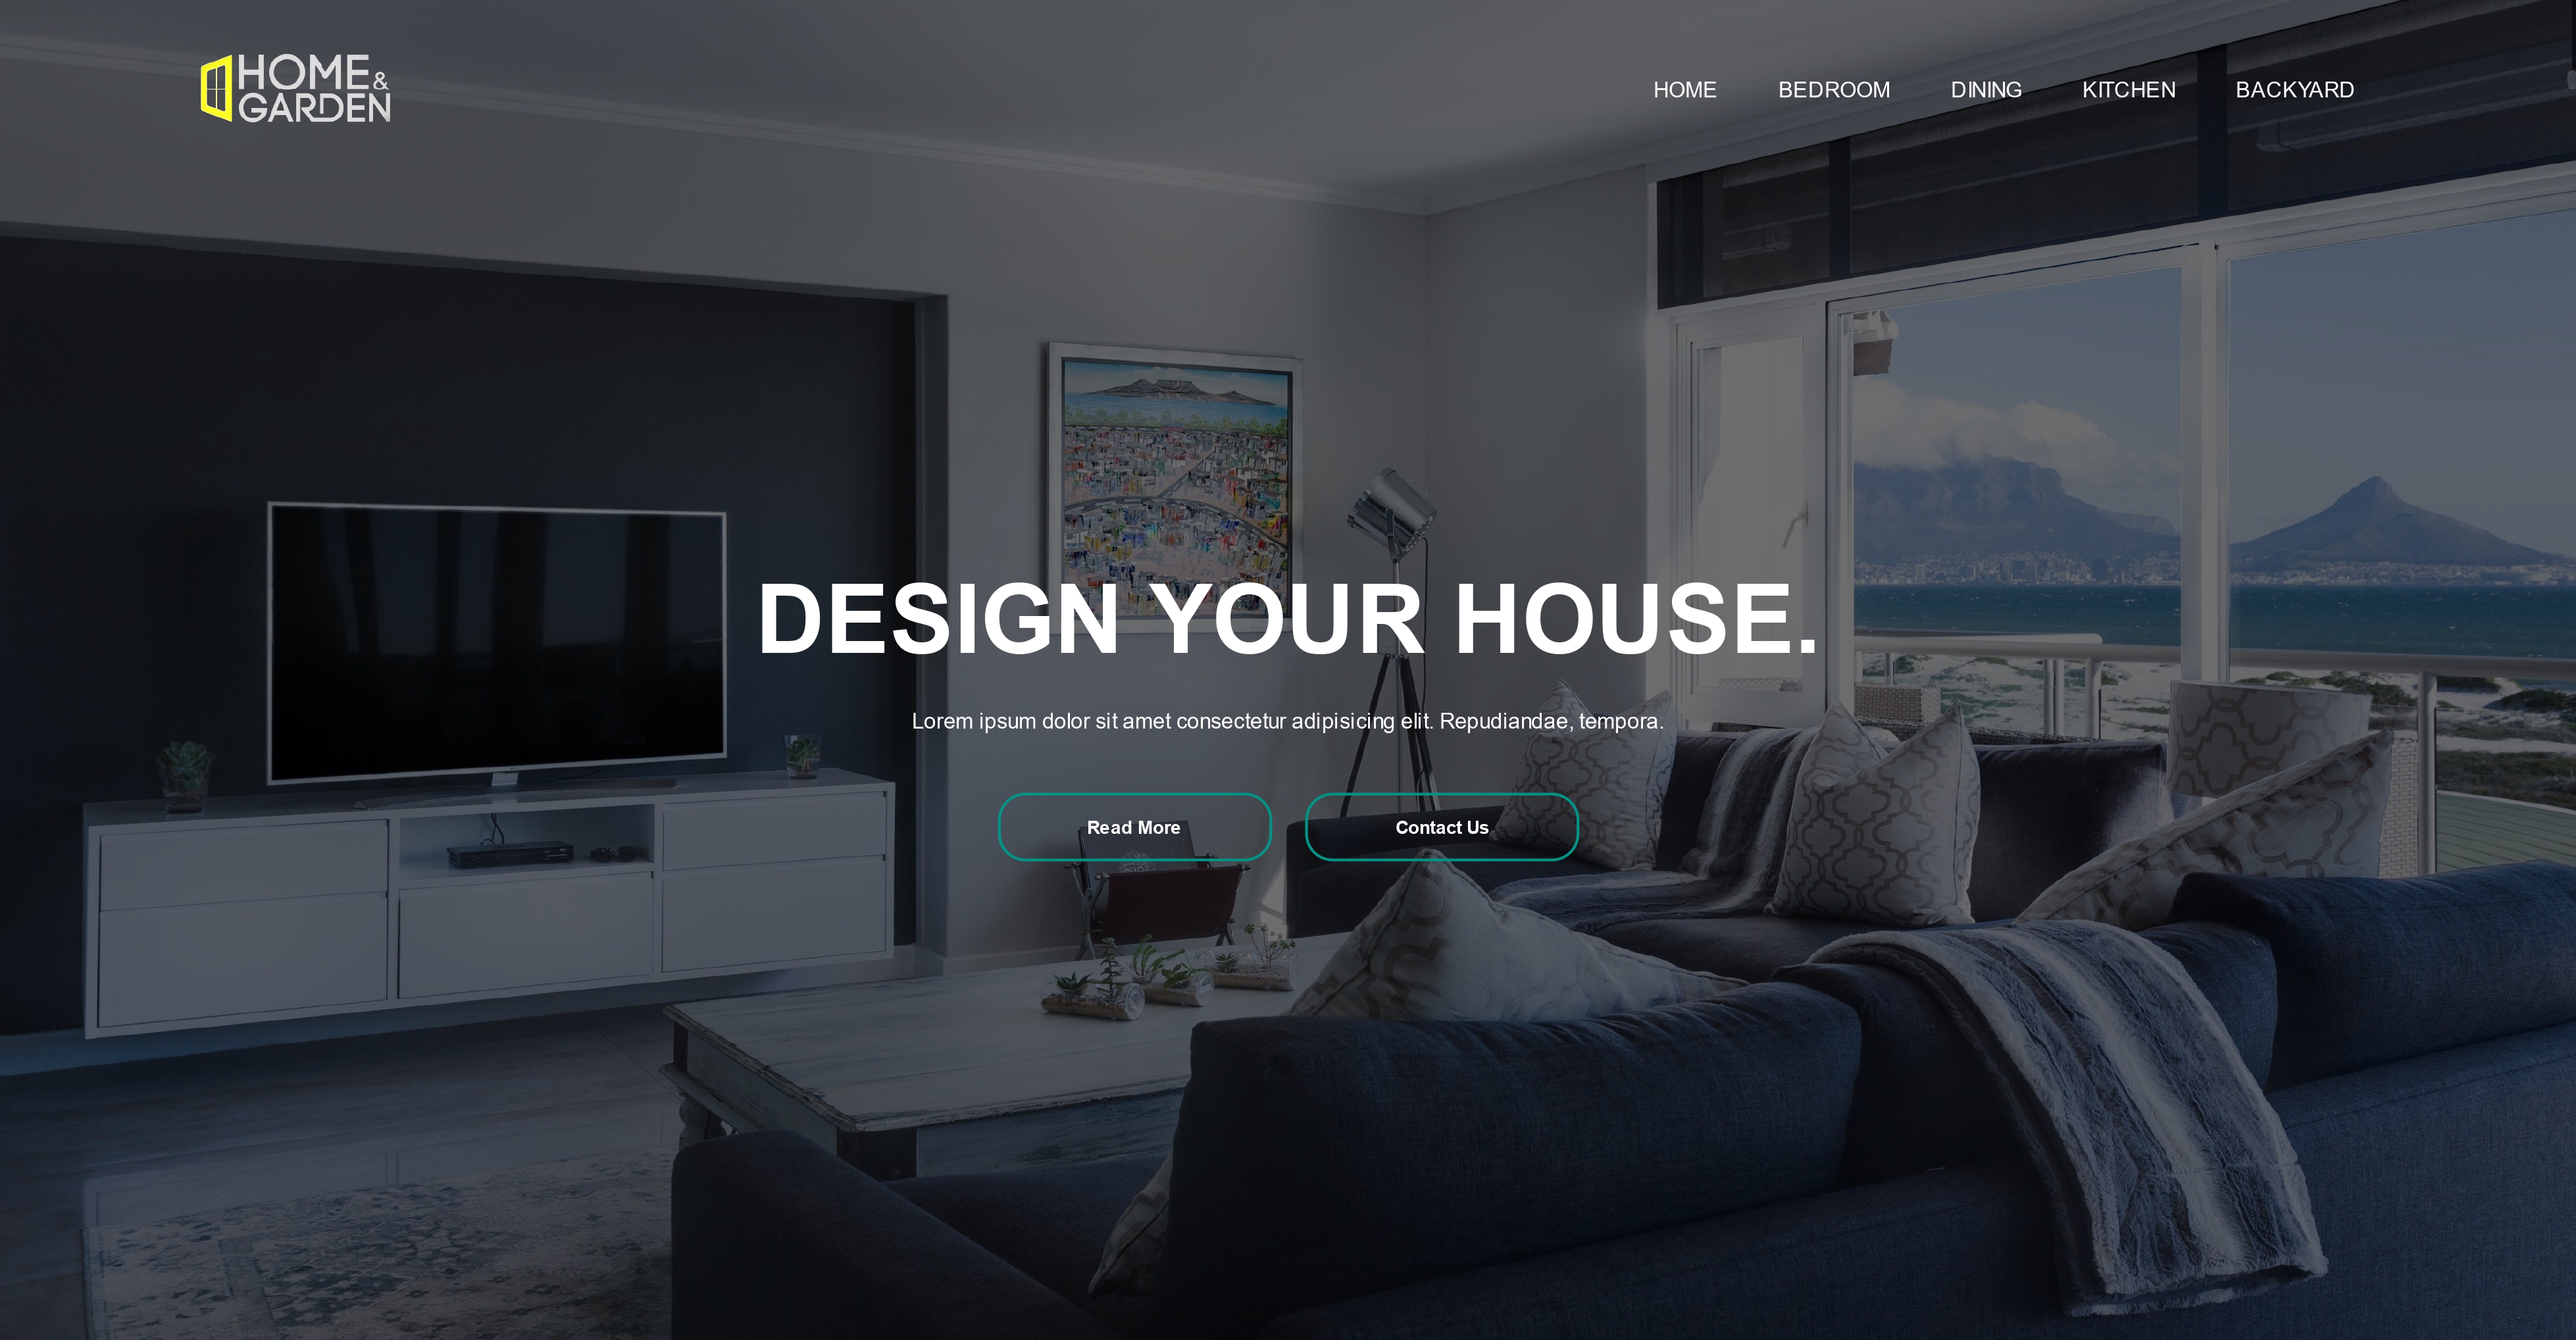 HOME &
GARDEN
HOME BEDROOM DINING KITCHEN BACKYARD
DESIGN YOUR HOUSE.
Lorem ipsum dolor sit amet consectetur adipisicing elit. Repudiandae, tempora.
Read More Contact Us